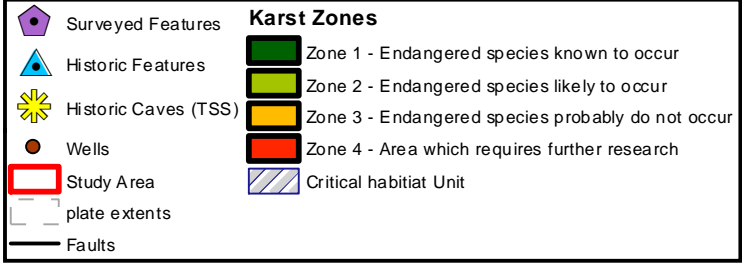 Surveyed Features
Historic Features
Historic Caves (TSS)
Wells
Study Area
plate extents
Faults
Karst Zones
Zone 1 - Endangered species known to occur
Zone 2 - Endangered species likely to occur
Zone 3 - Endangered species probably do not occur
Zone 4 - Area which requires further research
Critical habitiat Unit